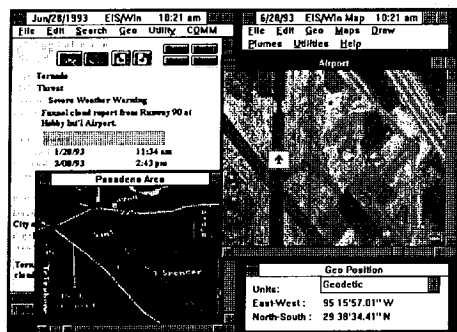 Jun/28/1993 EIS/Win 10:21 am
File Edit Search Geo Utility COMM
Tornado
Threat
Severe Weather Warning
Funnel cloud report from Runway 90 at
Hobby Int'l Airport.
1/28/93 11:34 am
3/08/93 2:43 pm
Pasadena Area
City
6/28/93 EIS/Win Map 10:21 am
File Edit Geo Maps Draw
Plumes Utilities Help
Airport
Geo Position
Units: Geodetic
East-West : 95 15'57.01" W
North-South : 29 38'34.41" N